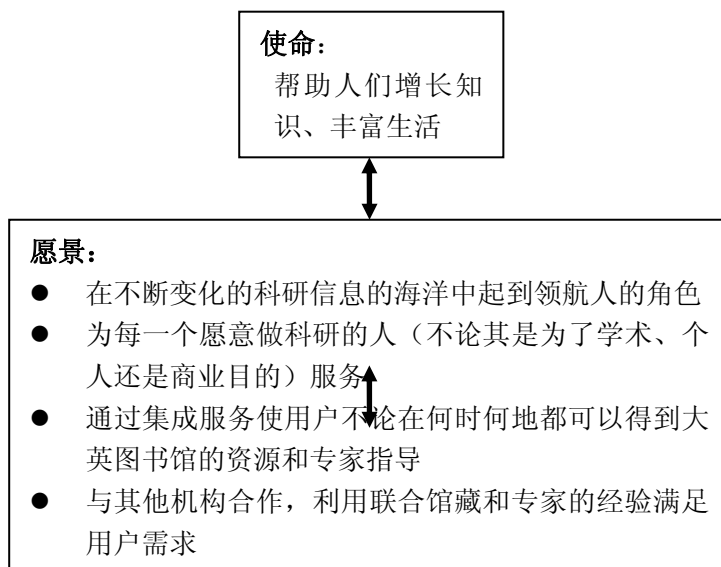 使命：
帮助人们增长知
识、丰富生活
愿景：
● 在不断变化的科研信息的海洋中起到领航人的角色
● 为每一个愿意做科研的人（不论其是为了学术、个
人还是商业目的）服务
● 通过集成服务使用户不论在何时何地都可以得到大
英图书馆的资源和专家指导
● 与其他机构合作，利用联合馆藏和专家的经验满足
用户需求